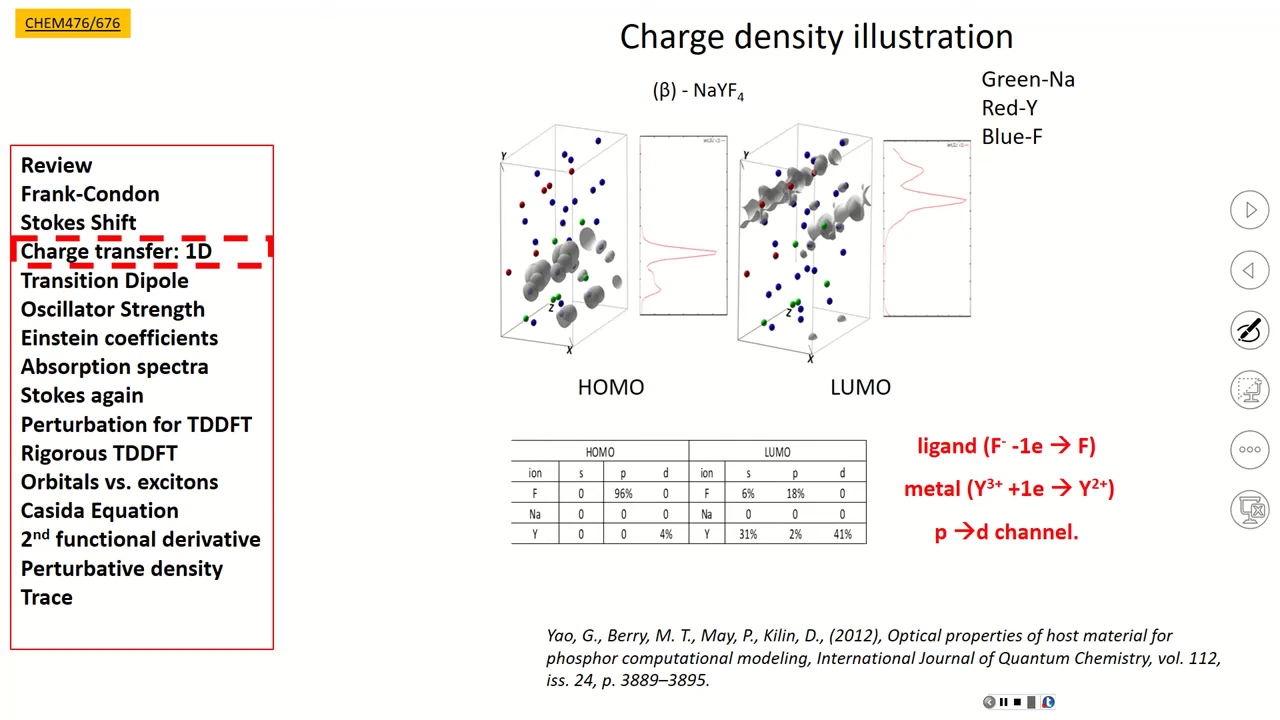 CHEM476/676
Charge density illustration
(β) - NaYF₄
Green-Na
Red-Y
Blue-F
Review
Frank-Condon
Stokes Shift
Charge transfer: 1D
Transition Dipole
Oscillator Strength
Einstein coefficients
Absorption spectra
Stokes again
Perturbation for TDDFT
Rigorous TDDFT
Orbitals vs. excitons
Casida Equation
2nd functional derivative
Perturbative density
Trace
Y
Z
X
Y
Z
X
HOMO
LUMO
HOMO LUMO
ion s p d ion s p d
F 0 96% 0 F 6% 18% 0
Na 0 0 0 Na 0 0 0
Y 0 0 4% Y 31% 2% 41%
ligand (F⁻ -1e → F)
metal (Y³⁺ +1e → Y²⁺)
p →d channel.
Yao, G., Berry, M. T., May, P., Kilin, D., (2012), Optical properties of host material for
phosphor computational modeling, International Journal of Quantum Chemistry, vol. 112,
iss. 24, p. 3889–3895.